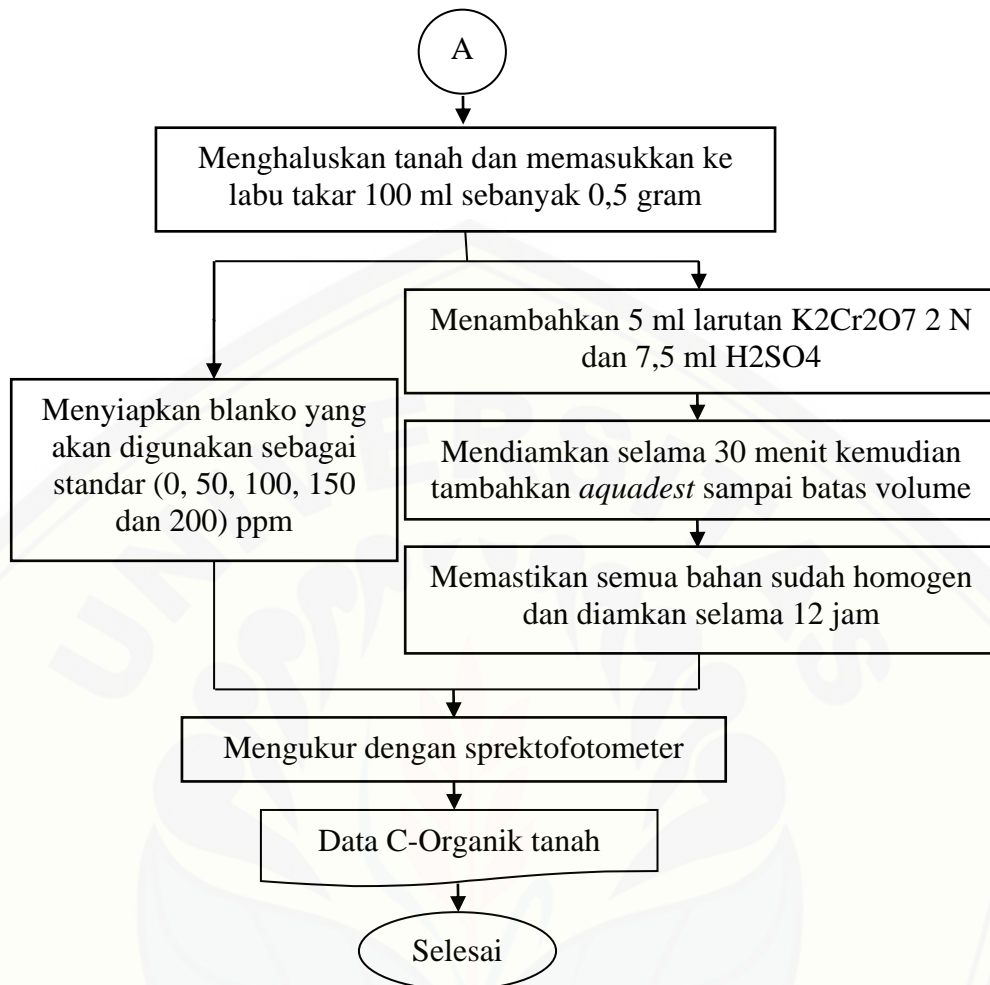 A
Menghaluskan tanah dan memasukkan ke
labu takar 100 ml sebanyak 0,5 gram
Menyiapkan blanko yang
akan digunakan sebagai
standar (0, 50, 100, 150
dan 200) ppm
Menambahkan 5 ml larutan K2Cr2O7 2 N
dan 7,5 ml H2SO4
Mendiamkan selama 30 menit kemudian
tambahkan aquadest sampai batas volume
Memastikan semua bahan sudah homogen
dan diamkan selama 12 jam
Mengukur dengan sprektofotometer
Data C-Organik tanah
Selesai
UNIVERSITAS